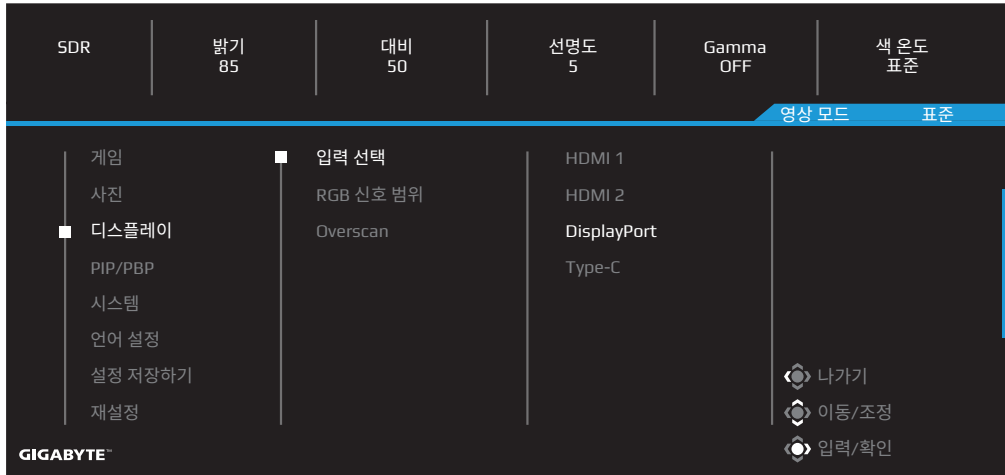 SDR
밝기
85
대비
50
선명도
5
Gamma
OFF
색 온도
표준
영상 모드 표준
게임
사진
디스플레이
PIP/PBP
시스템
언어 설정
설정 저장하기
재설정
입력 선택
RGB 신호 범위
Overscan
HDMI 1
HDMI 2
DisplayPort
Type-C
나가기
이동/조정
입력/확인
GIGABYTE™